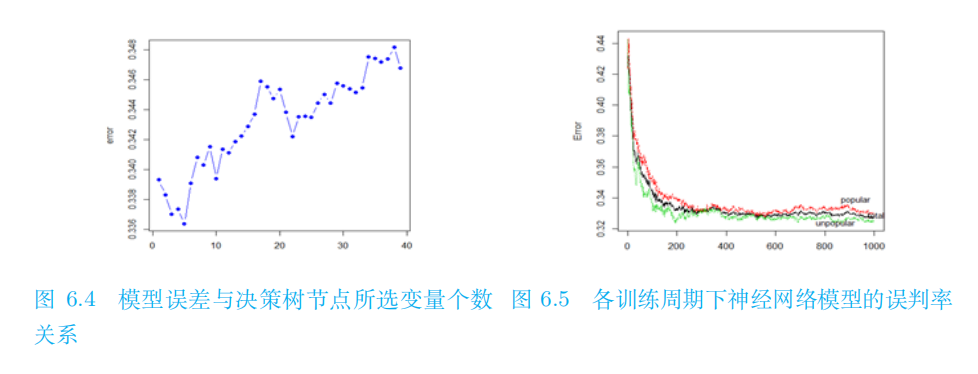 error
0.336 0.338 0.340 0.342 0.344 0.346 0.348
0 10 20 30 40
Error
0.32 0.34 0.36 0.38 0.40 0.42 0.44
popular
total
unpopolar
0 200 400 600 800 1000
图 6.4 模型误差与决策树节点所选变量个数
关系
图 6.5 各训练周期下神经网络模型的误判率